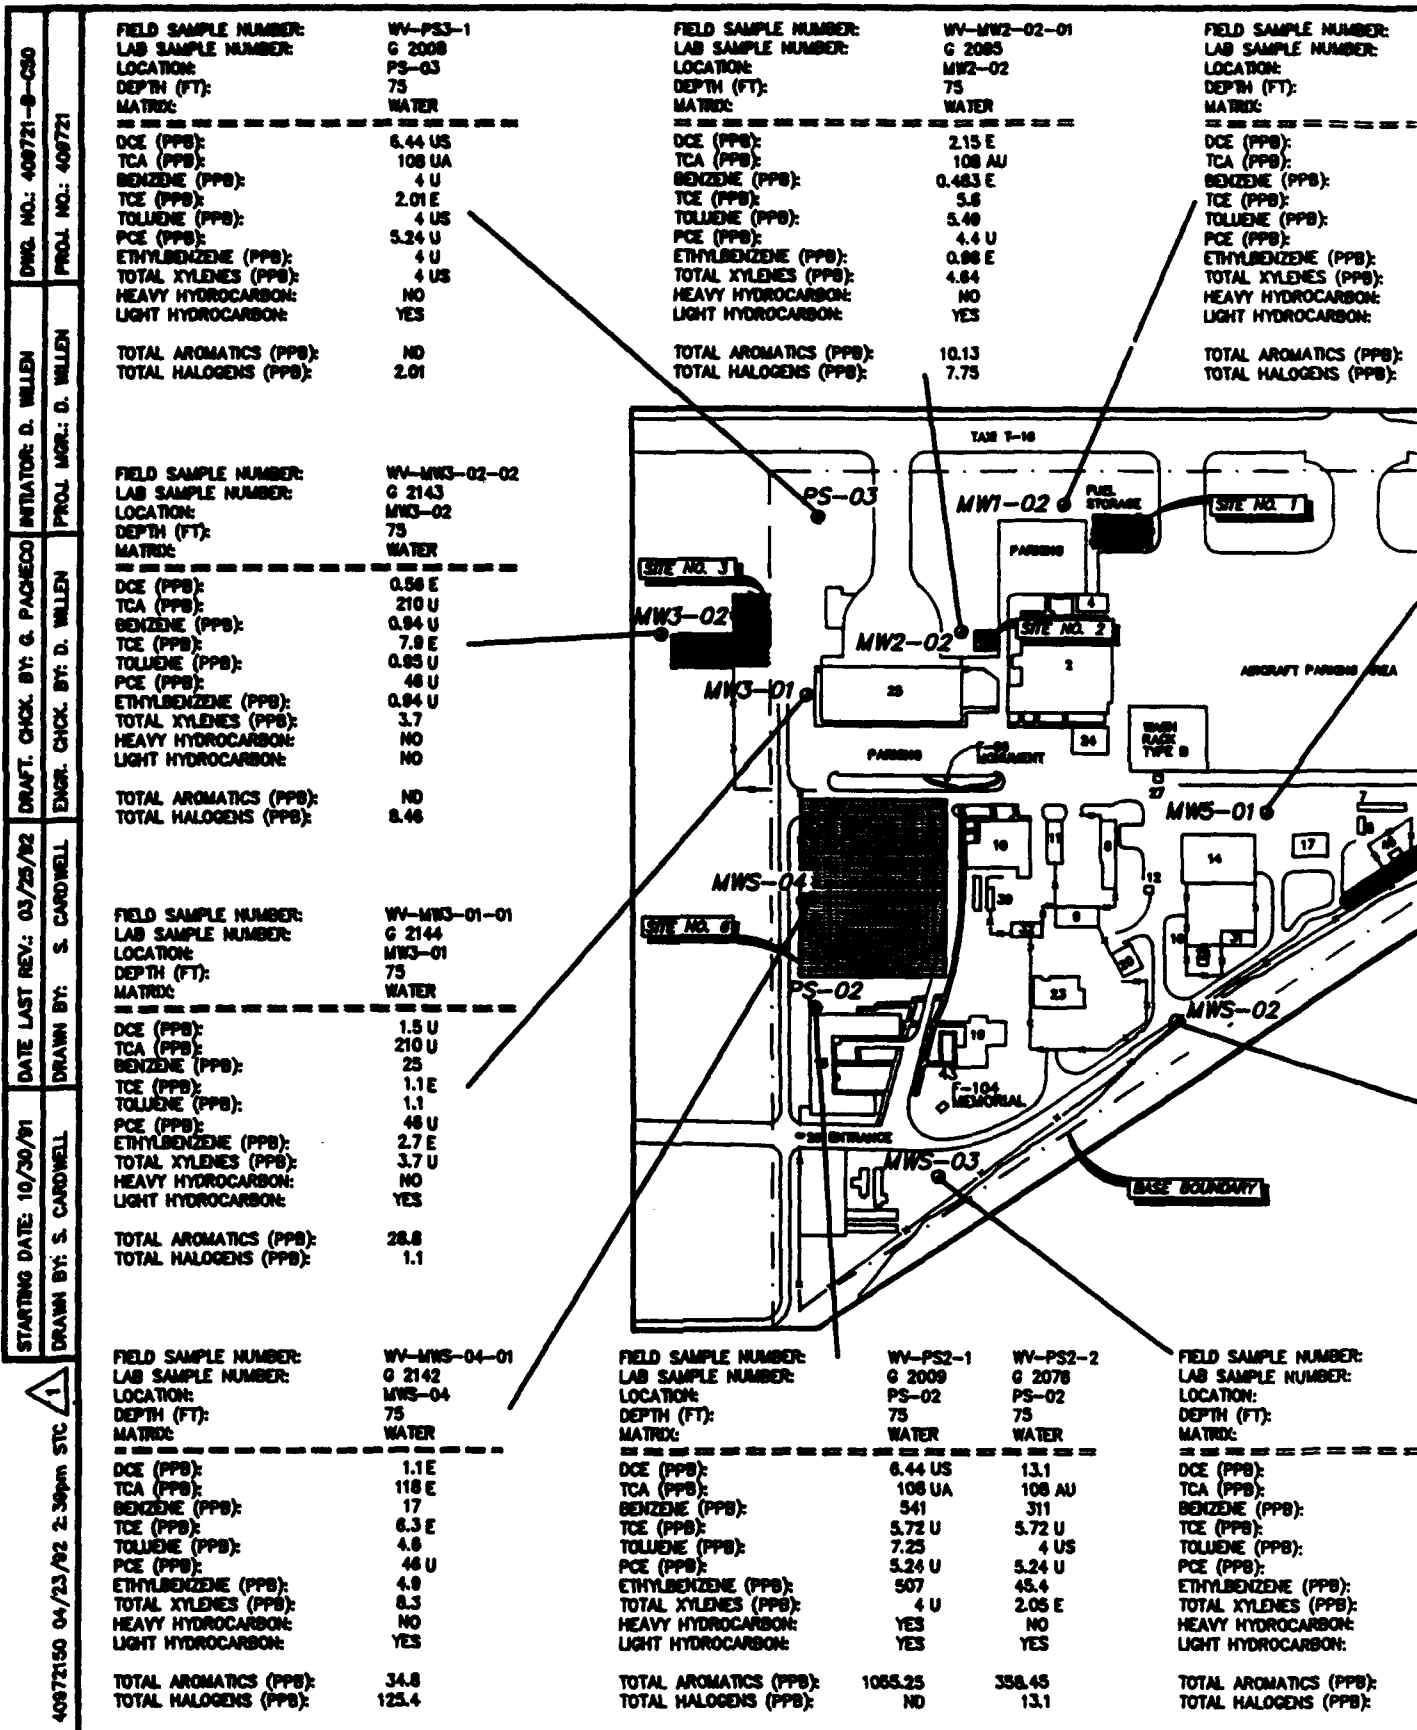 DWG. NO.: 409721-B-C50
PROJ. NO.: 409721
INITIATOR: D. WILLEN
PROJ. MGR.: D. WILLEN
DRAFT. CHCK. BY: G. PACHECO
ENGR. CHCK. BY: D. WILLEN
DATE LAST REV.: 03/25/92
DRAWN BY: S. CARDWELL
STARTING DATE: 10/30/91
DRAWN BY: S. CARDWELL
1
40972150 04/23/92 2:39pm STC
FIELD SAMPLE NUMBER: WV-PS3-1
LAB SAMPLE NUMBER: G 2008
LOCATION: PS-03
DEPTH (FT): 75
MATRIX: WATER
DCE (PPB): 6.44 US
TCA (PPB): 108 UA
BENZENE (PPB): 4 U
TCE (PPB): 2.01 E
TOLUENE (PPB): 4 US
PCE (PPB): 5.24 U
ETHYLBENZENE (PPB): 4 U
TOTAL XYLENES (PPB): 4 US
HEAVY HYDROCARBON: NO
LIGHT HYDROCARBON: YES
TOTAL AROMATICS (PPB): ND
TOTAL HALOGENS (PPB): 2.01
FIELD SAMPLE NUMBER: WV-MW2-02-01
LAB SAMPLE NUMBER: G 2085
LOCATION: MW2-02
DEPTH (FT): 75
MATRIX: WATER
DCE (PPB): 2.15 E
TCA (PPB): 108 AU
BENZENE (PPB): 0.463 E
TCE (PPB): 5.6
TOLUENE (PPB): 5.49
PCE (PPB): 4.4 U
ETHYLBENZENE (PPB): 0.98 E
TOTAL XYLENES (PPB): 4.64
HEAVY HYDROCARBON: NO
LIGHT HYDROCARBON: YES
TOTAL AROMATICS (PPB): 10.13
TOTAL HALOGENS (PPB): 7.75
FIELD SAMPLE NUMBER:
LAB SAMPLE NUMBER:
LOCATION:
DEPTH (FT):
MATRIX:
DCE (PPB):
TCA (PPB):
BENZENE (PPB):
TCE (PPB):
TOLUENE (PPB):
PCE (PPB):
ETHYLBENZENE (PPB):
TOTAL XYLENES (PPB):
HEAVY HYDROCARBON:
LIGHT HYDROCARBON:
TOTAL AROMATICS (PPB):
TOTAL HALOGENS (PPB):
FIELD SAMPLE NUMBER: WV-MW3-02-02
LAB SAMPLE NUMBER: G 2143
LOCATION: MW3-02
DEPTH (FT): 75
MATRIX: WATER
DCE (PPB): 0.56 E
TCA (PPB): 210 U
BENZENE (PPB): 0.94 U
TCE (PPB): 7.9 E
TOLUENE (PPB): 0.95 U
PCE (PPB): 46 U
ETHYLBENZENE (PPB): 0.94 U
TOTAL XYLENES (PPB): 3.7
HEAVY HYDROCARBON: NO
LIGHT HYDROCARBON: NO
TOTAL AROMATICS (PPB): ND
TOTAL HALOGENS (PPB): 8.46
FIELD SAMPLE NUMBER: WV-MW3-01-01
LAB SAMPLE NUMBER: G 2144
LOCATION: MW3-01
DEPTH (FT): 75
MATRIX: WATER
DCE (PPB): 1.5 U
TCA (PPB): 210 U
BENZENE (PPB): 25
TCE (PPB): 1.1 E
TOLUENE (PPB): 1.1
PCE (PPB): 46 U
ETHYLBENZENE (PPB): 2.7 E
TOTAL XYLENES (PPB): 3.7 U
HEAVY HYDROCARBON: NO
LIGHT HYDROCARBON: YES
TOTAL AROMATICS (PPB): 28.8
TOTAL HALOGENS (PPB): 1.1
TAXI T-16
PS-03
MW1-02
FUEL
STORAGE
SITE NO. 1
PARKING
SITE NO. 3
4
MW3-02
MW2-02
SITE NO. 2
2
AIRCRAFT PARKING AREA
MW3-01
25
24
WASH
RACK
TYPE B
PARKING
MONUMENT
27
7
MW5-01
10
11
14
17
MWS-04
12
39
9
SITE NO. 6
32
31
PS-02
23
MWS-02
19
43
F-104
MEMORIAL
ENTRANCE
MWS-03
BASE BOUNDARY
FIELD SAMPLE NUMBER: WV-MWS-04-01
LAB SAMPLE NUMBER: G 2142
LOCATION: MWS-04
DEPTH (FT): 75
MATRIX: WATER
DCE (PPB): 1.1 E
TCA (PPB): 118 E
BENZENE (PPB): 17
TCE (PPB): 6.3 E
TOLUENE (PPB): 4.6
PCE (PPB): 46 U
ETHYLBENZENE (PPB): 4.9
TOTAL XYLENES (PPB): 8.3
HEAVY HYDROCARBON: NO
LIGHT HYDROCARBON: YES
TOTAL AROMATICS (PPB): 34.8
TOTAL HALOGENS (PPB): 125.4
FIELD SAMPLE NUMBER: WV-PS2-1 WV-PS2-2
LAB SAMPLE NUMBER: G 2009 G 2076
LOCATION: PS-02 PS-02
DEPTH (FT): 75 75
MATRIX: WATER WATER
DCE (PPB): 6.44 US 13.1
TCA (PPB): 108 UA 108 AU
BENZENE (PPB): 541 311
TCE (PPB): 5.72 U 5.72 U
TOLUENE (PPB): 7.25 4 US
PCE (PPB): 5.24 U 5.24 U
ETHYLBENZENE (PPB): 507 45.4
TOTAL XYLENES (PPB): 4 U 2.05 E
HEAVY HYDROCARBON: YES NO
LIGHT HYDROCARBON: YES YES
TOTAL AROMATICS (PPB): 1055.25 358.45
TOTAL HALOGENS (PPB): ND 13.1
FIELD SAMPLE NUMBER:
LAB SAMPLE NUMBER:
LOCATION:
DEPTH (FT):
MATRIX:
DCE (PPB):
TCA (PPB):
BENZENE (PPB):
TCE (PPB):
TOLUENE (PPB):
PCE (PPB):
ETHYLBENZENE (PPB):
TOTAL XYLENES (PPB):
HEAVY HYDROCARBON:
LIGHT HYDROCARBON:
TOTAL AROMATICS (PPB):
TOTAL HALOGENS (PPB):